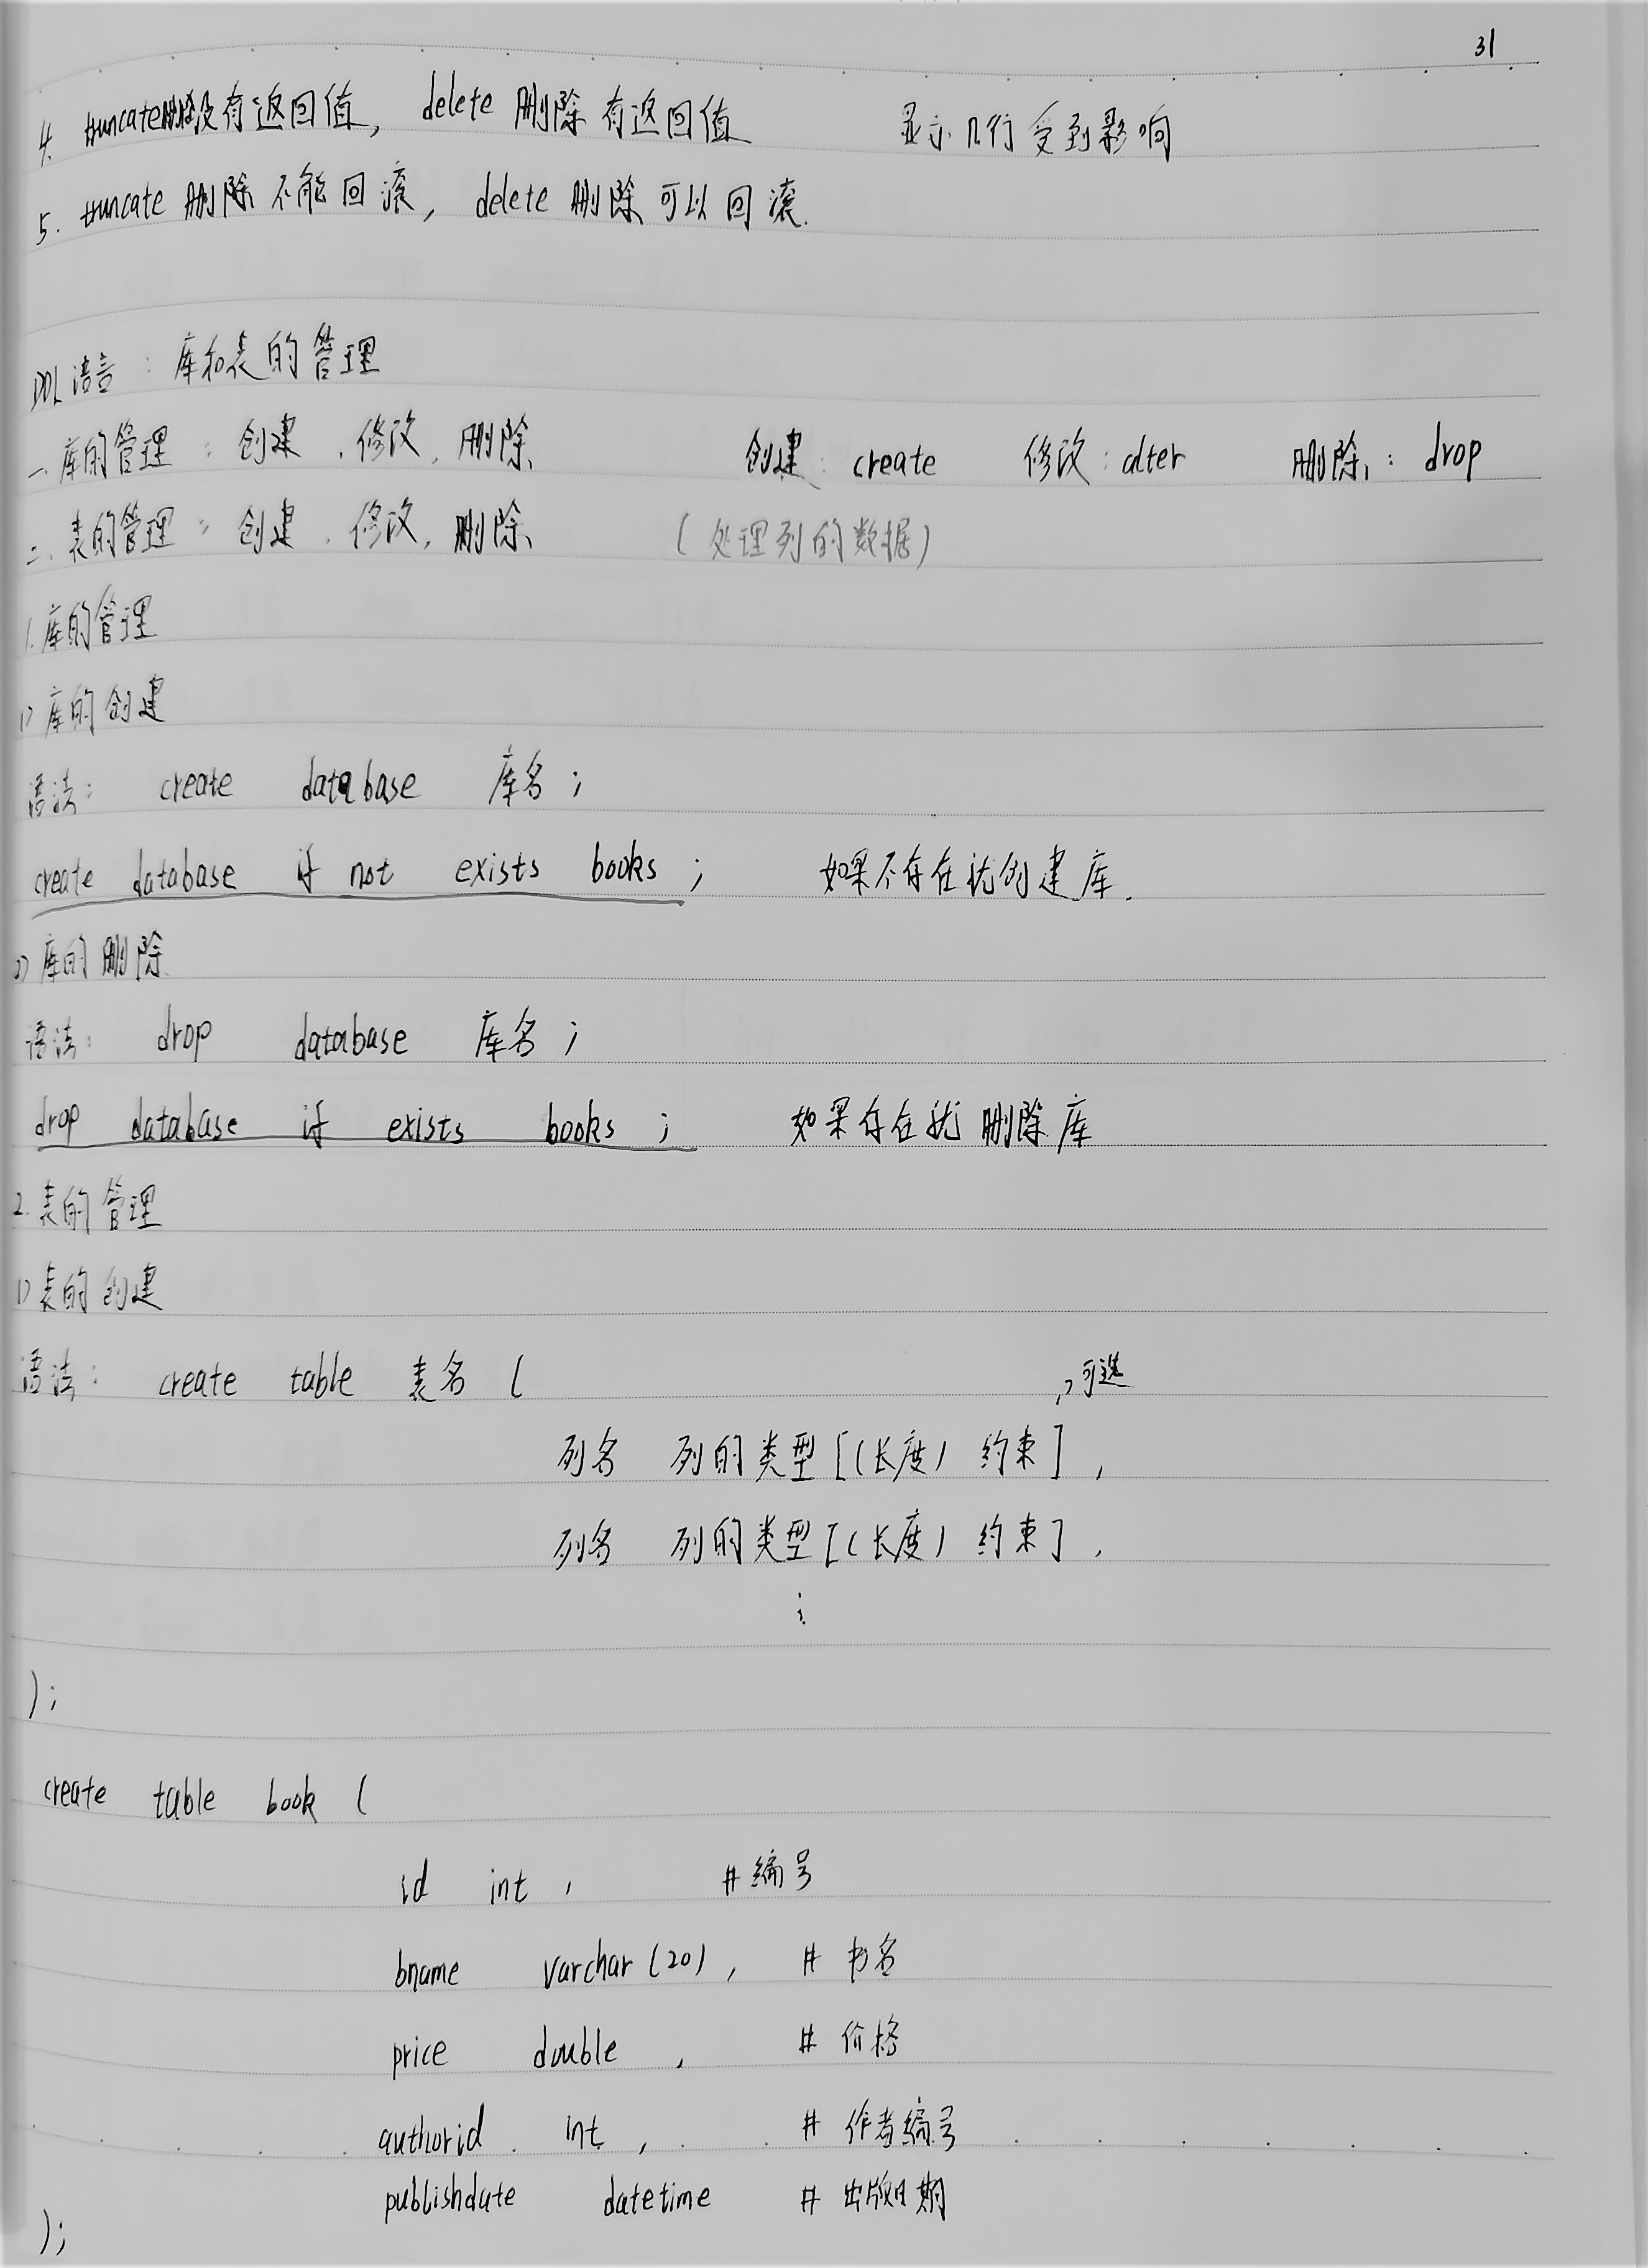 31
4. truncate删除没有返回值, delete 删除有返回值 显示几行受到影响
5. truncate 删除不能回滚, delete 删除可以回滚.
DDL语言: 库和表的管理
一.库的管理: 创建、修改、删除 创建: create 修改: alter 删除: drop
二.表的管理: 创建、修改、删除 (处理列的数据)
1.库的管理
1) 库的创建
语法: create database 库名;
create database if not exists books; 如果不存在就创建库.
2) 库的删除
语法: drop database 库名;
drop database if exists books; 如果存在就删除库
2.表的管理
1) 表的创建
语法: create table 表名 (
可选
列名 列的类型[(长度) 约束],
列名 列的类型[(长度) 约束],
⋮
);
create table book (
id int, #编号
bname varchar(20), # 书名
price double, # 价格
authorid int, # 作者编号
publishdate datetime # 出版日期
);